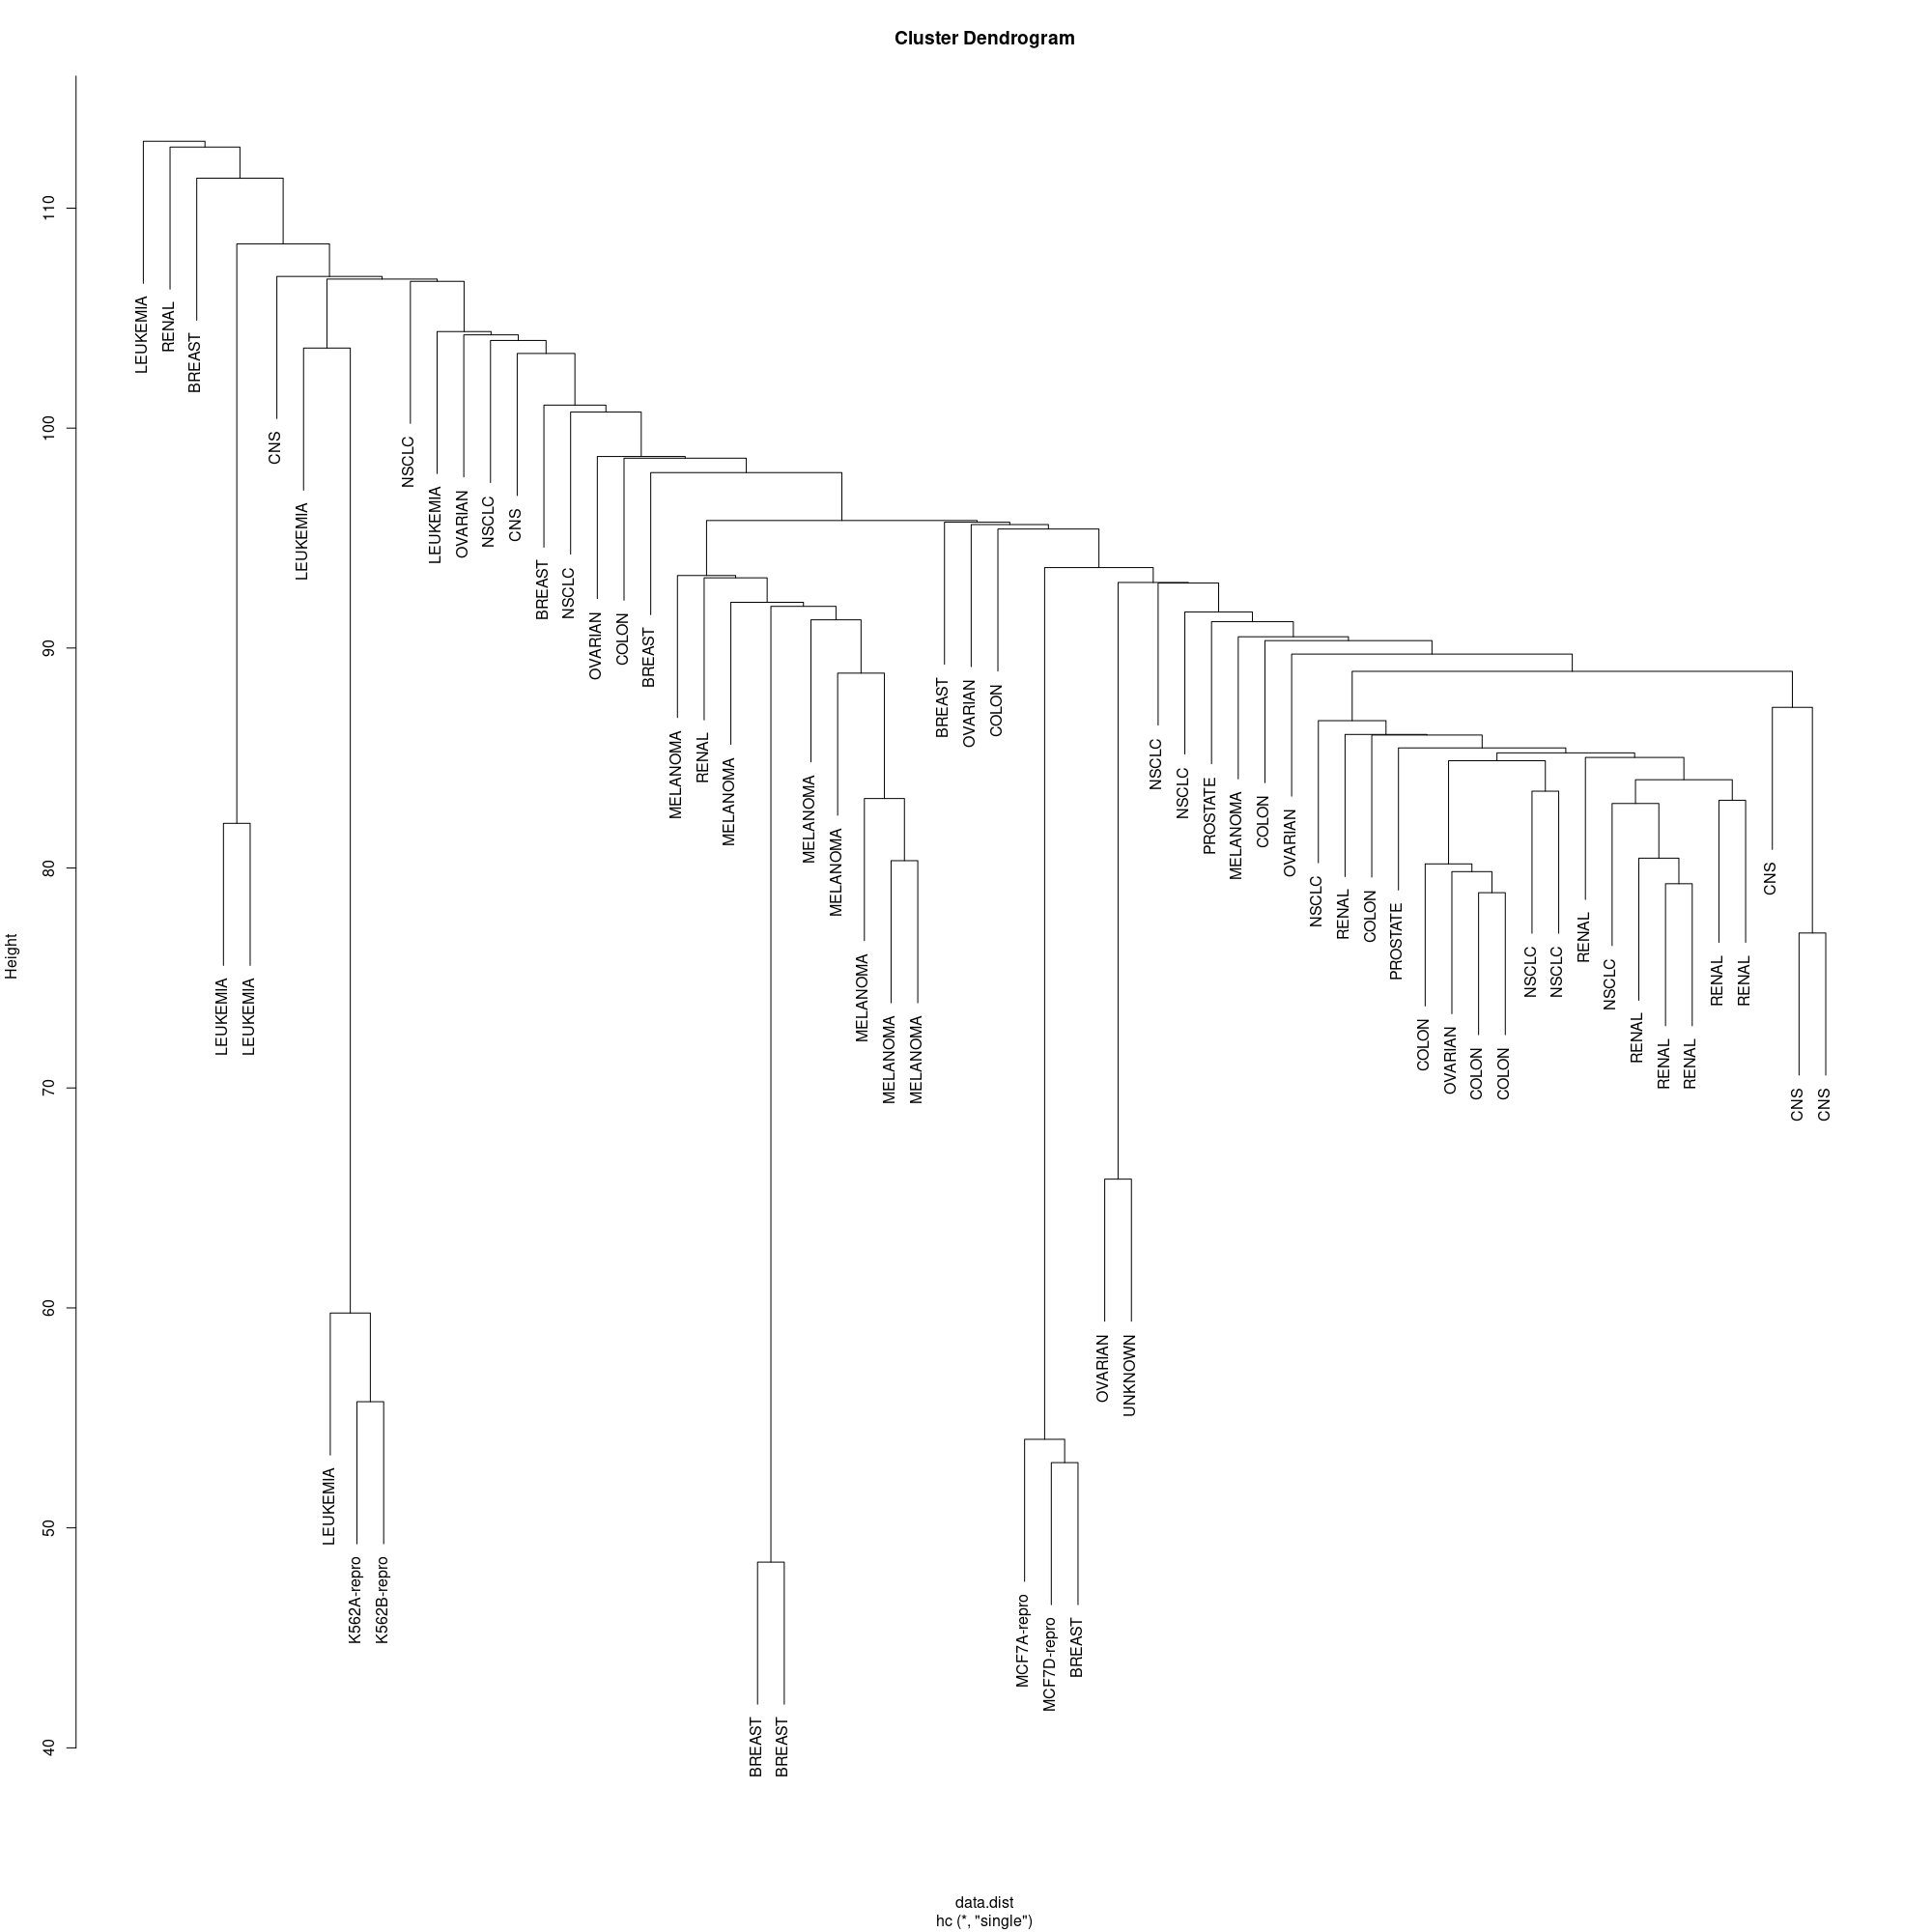 Cluster Dendrogram
Height
110
100
90
80
70
60
50
40
LEUKEMIA
RENAL
BREAST
LEUKEMIA
LEUKEMIA
CNS
LEUKEMIA
LEUKEMIA
K562A-repro
K562B-repro
NSCLC
LEUKEMIA
OVARIAN
NSCLC
CNS
BREAST
NSCLC
OVARIAN
COLON
BREAST
MELANOMA
RENAL
MELANOMA
BREAST
BREAST
MELANOMA
MELANOMA
MELANOMA
MELANOMA
MELANOMA
BREAST
OVARIAN
COLON
MCF7A-repro
MCF7D-repro
BREAST
OVARIAN
UNKNOWN
NSCLC
NSCLC
PROSTATE
MELANOMA
COLON
OVARIAN
NSCLC
RENAL
COLON
PROSTATE
COLON
OVARIAN
COLON
COLON
NSCLC
NSCLC
RENAL
NSCLC
RENAL
RENAL
RENAL
RENAL
RENAL
CNS
CNS
CNS
data.dist
hc (*, "single")